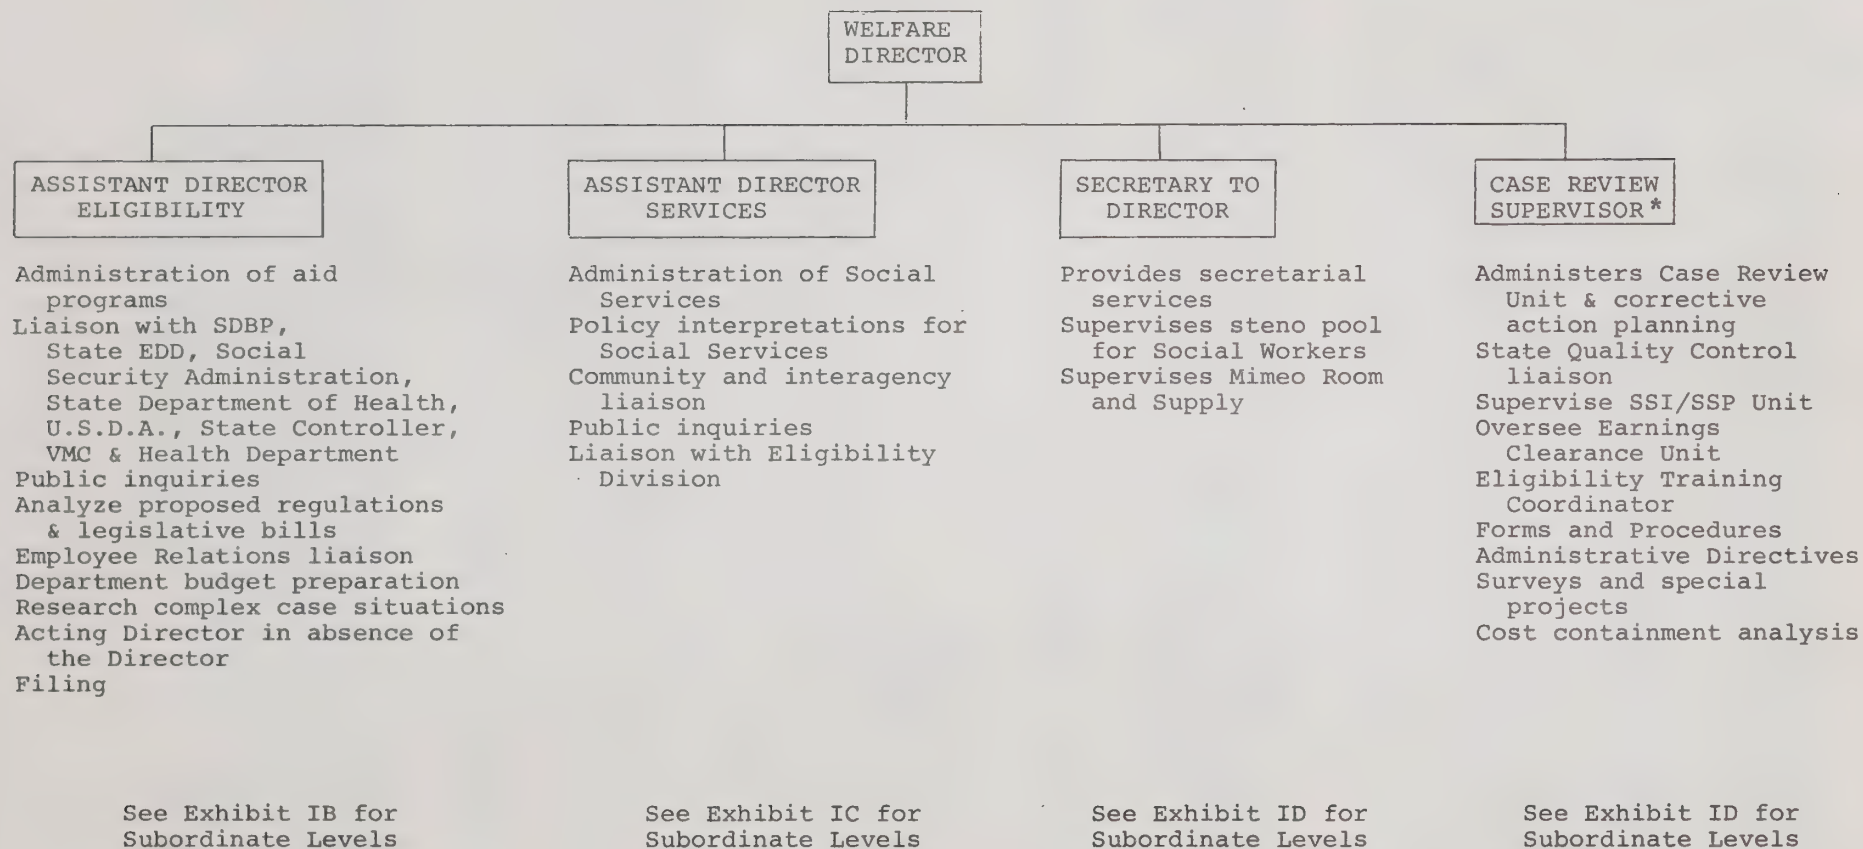 WELFARE
DIRECTOR
ASSISTANT DIRECTOR
ELIGIBILITY
Administration of aid
programs
Liaison with SDBP,
State EDD, Social
Security Administration,
State Department of Health,
U.S.D.A., State Controller,
VMC & Health Department
Public inquiries
Analyze proposed regulations
& legislative bills
Employee Relations liaison
Department budget preparation
Research complex case situations
Acting Director in absence of
the Director
Filing
See Exhibit IB for
Subordinate Levels
ASSISTANT DIRECTOR
SERVICES
Administration of Social
Services
Policy interpretations for
Social Services
Community and interagency
liaison
Public inquiries
Liaison with Eligibility
Division
See Exhibit IC for
Subordinate Levels
SECRETARY TO
DIRECTOR
Provides secretarial
services
Supervises steno pool
for Social Workers
Supervises Mimeo Room
and Supply
See Exhibit ID for
Subordinate Levels
CASE REVIEW
SUPERVISOR*
Administers Case Review
Unit & corrective
action planning
State Quality Control
liaison
Supervise SSI/SSP Unit
Oversee Earnings
Clearance Unit
Eligibility Training
Coordinator
Forms and Procedures
Administrative Directives
Surveys and special
projects
Cost containment analysis
See Exhibit ID for
Subordinate Levels